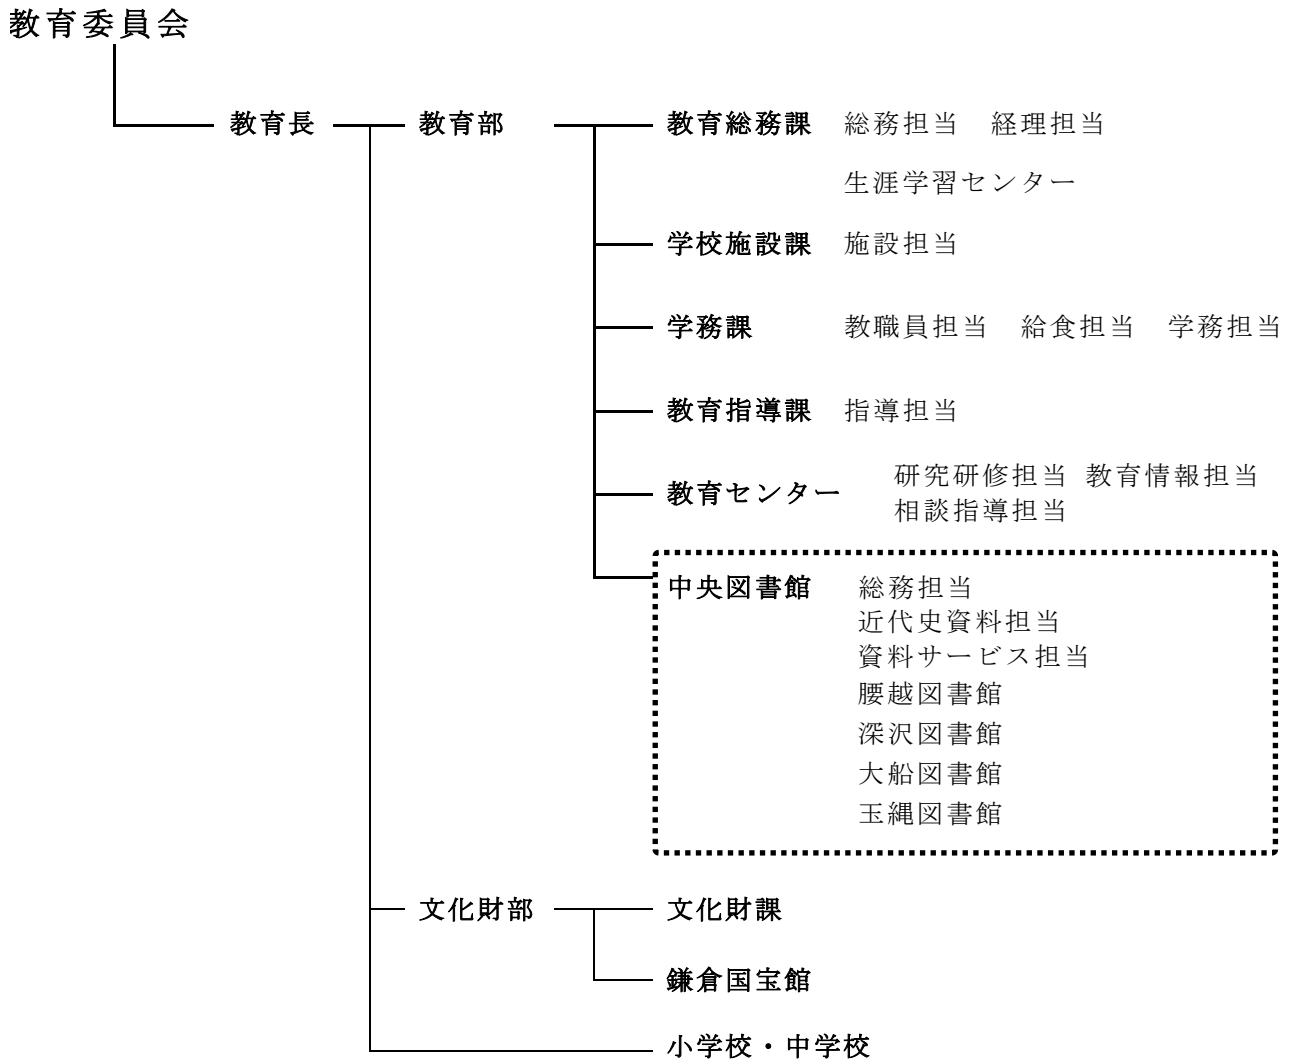 教育委員会
教育長 教育部 教育総務課 総務担当 経理担当
生涯学習センター
学校施設課 施設担当
学務課 教職員担当 給食担当 学務担当
教育指導課 指導担当
教育センター 研究研修担当 教育情報担当
相談指導担当
中央図書館 総務担当
近代史資料担当
資料サービス担当
腰越図書館
深沢図書館
大船図書館
玉縄図書館
文化財部 文化財課
鎌倉国宝館
小学校・中学校